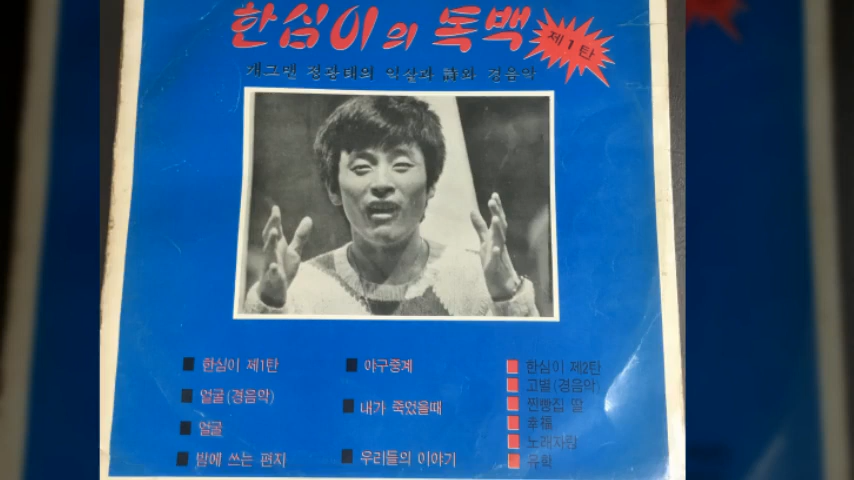 한심이의 독백
제1탄
개그맨 정광태의 익살과 詩와 경음악
한심이 제1탄
얼굴(경음악)
얼굴
밤에 쓰는 편지
야구중계
내가 죽었을때
우리들의 이야기
한심이 제2탄
고별(경음악)
찐빵집 딸
幸福
노래자랑
유학